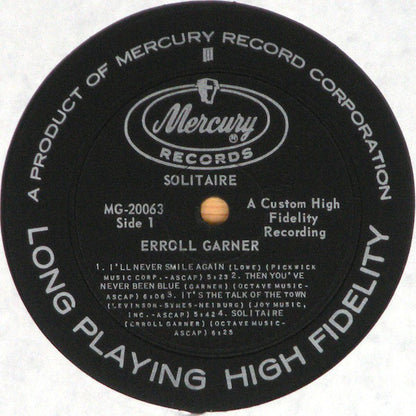 A PRODUCT OF MERCURY RECORD CORPORATION
Mercury®
RECORDS
SOLITAIRE
MG-20063
Side 1
A Custom High
Fidelity
Recording
ERROLL GARNER
1. I'LL NEVER SMILE AGAIN (LOWE) (PICKWICK
MUSIC CORP.-ASCAP) 5:25 2. THEN YOU'VE
NEVER BEEN BLUE (GARNER) (OCTAVE MUSIC-
ASCAP) 6:06 3. IT'S THE TALK OF THE TOWN
(LEVINSON-SYMES-NEIBURG) (JOY MUSIC,
INC.-ASCAP) 5:42 4. SOLITAIRE
(ERROLL GARNER) (OCTAVE MUSIC-
ASCAP) 6:25
LONG PLAYING HIGH FIDELITY